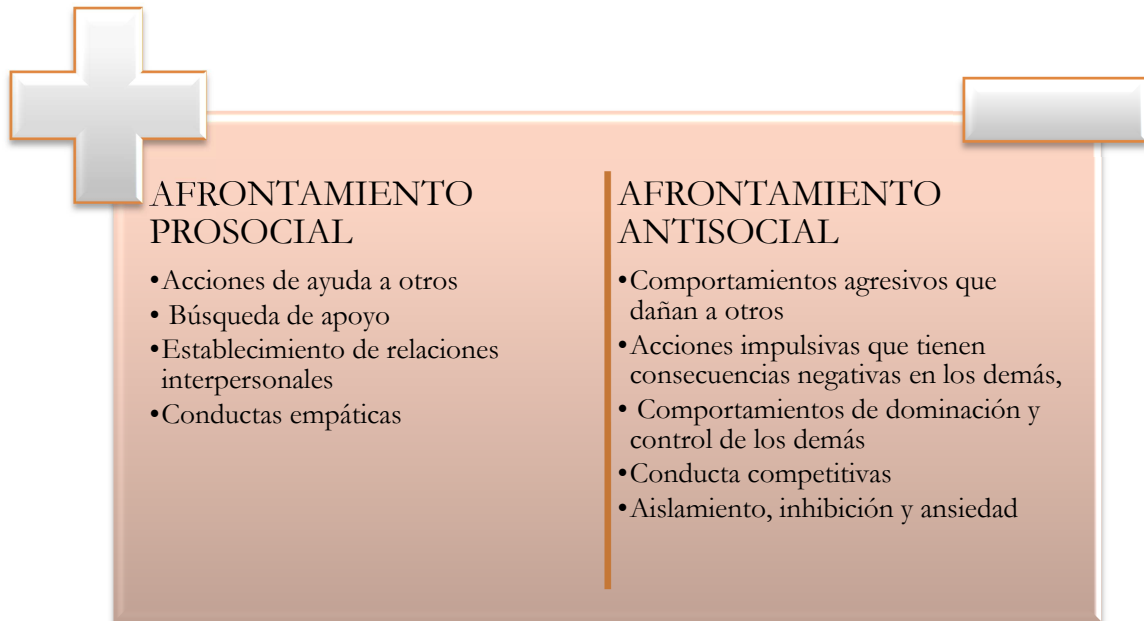 AFRONTAMIENTO
PROSOCIAL
•Acciones de ayuda a otros
• Búsqueda de apoyo
•Establecimiento de relaciones
interpersonales
•Conductas empáticas
AFRONTAMIENTO
ANTISOCIAL
•Comportamientos agresivos que
dañan a otros
•Acciones impulsivas que tienen
consecuencias negativas en los demás,
• Comportamientos de dominación y
control de los demás
•Conducta competitivas
•Aislamiento, inhibición y ansiedad